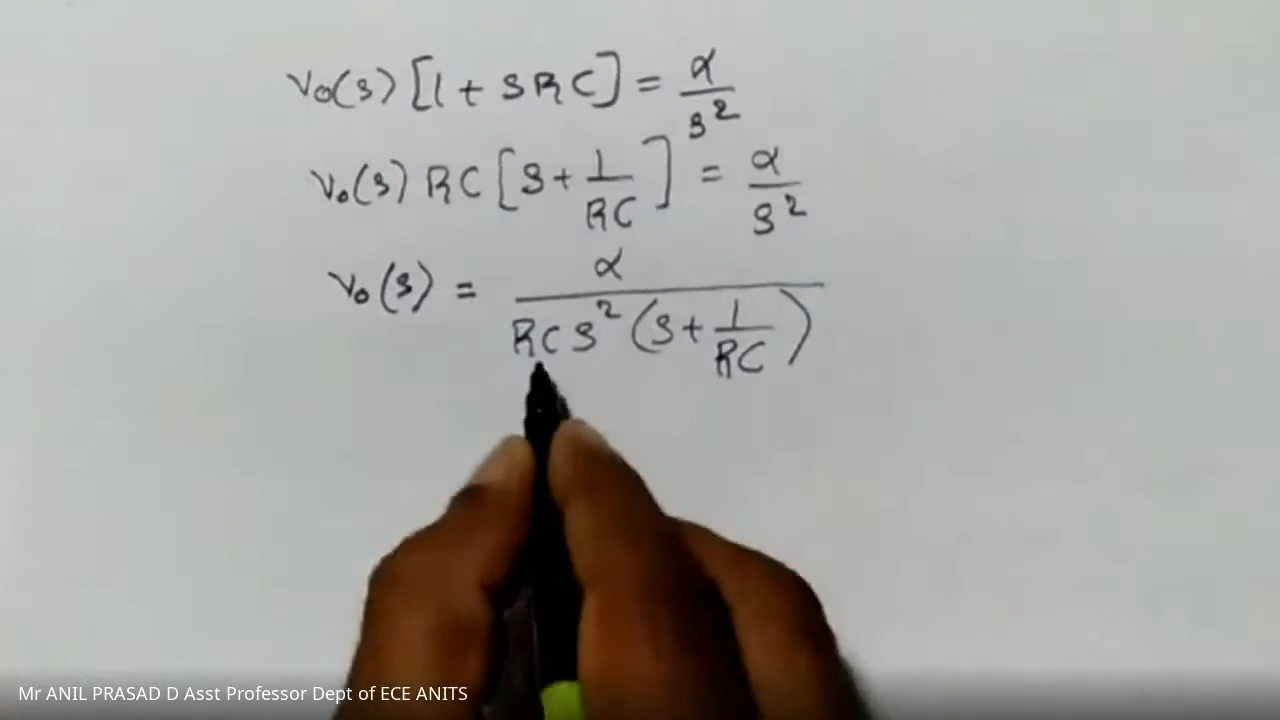 V₀(s) [1 + SRC] = α/s²
V₀(s) RC [s + 1/RC] = α/s²
V₀(s) = α/(RC s² (s + 1/RC))
Mr ANIL PRASAD D Asst Professor Dept of ECE ANITS